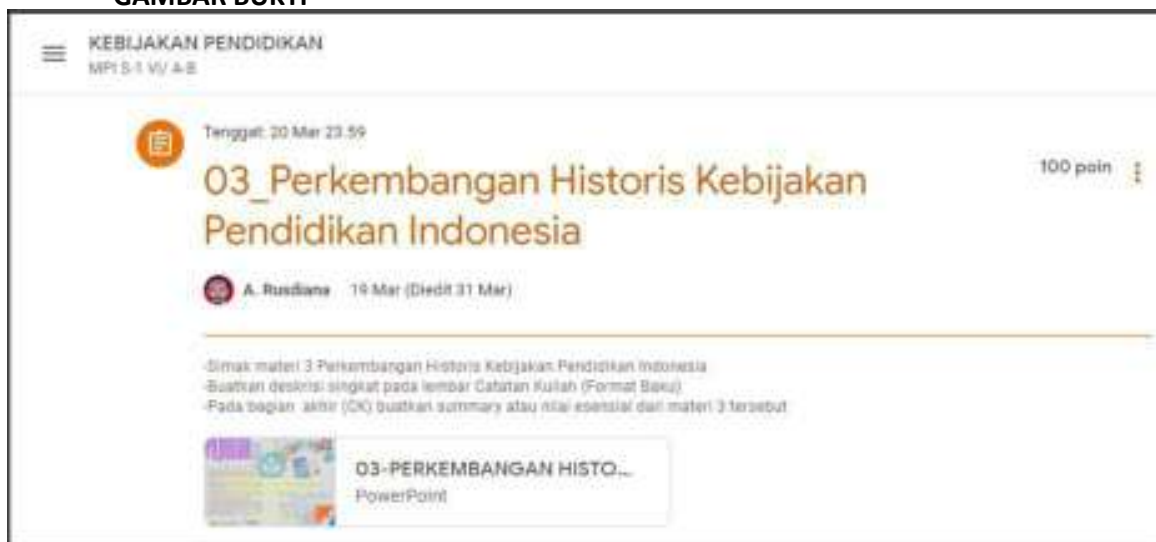 GAMBAR BUKTI
KEBIJAKAN PENDIDIKAN
MPI S-1 VI/ A-B
Tenggat: 20 Mar 23.59
03_Perkembangan Historis Kebijakan
Pendidikan Indonesia
100 poin
A. Rusdiana 19 Mar (Diedit 31 Mar)
-Simak materi 3 Perkembangan Historis Kebijakan Pendidikan Indonesia
-Buatkan deskrisi singkat pada lembar Catatan Kuliah (Format Baku)
-Pada bagian akhir (CK) buatkan summary atau nilai esensial dari materi 3 tersebut
03-PERKEMBANGAN HISTO...
PowerPoint